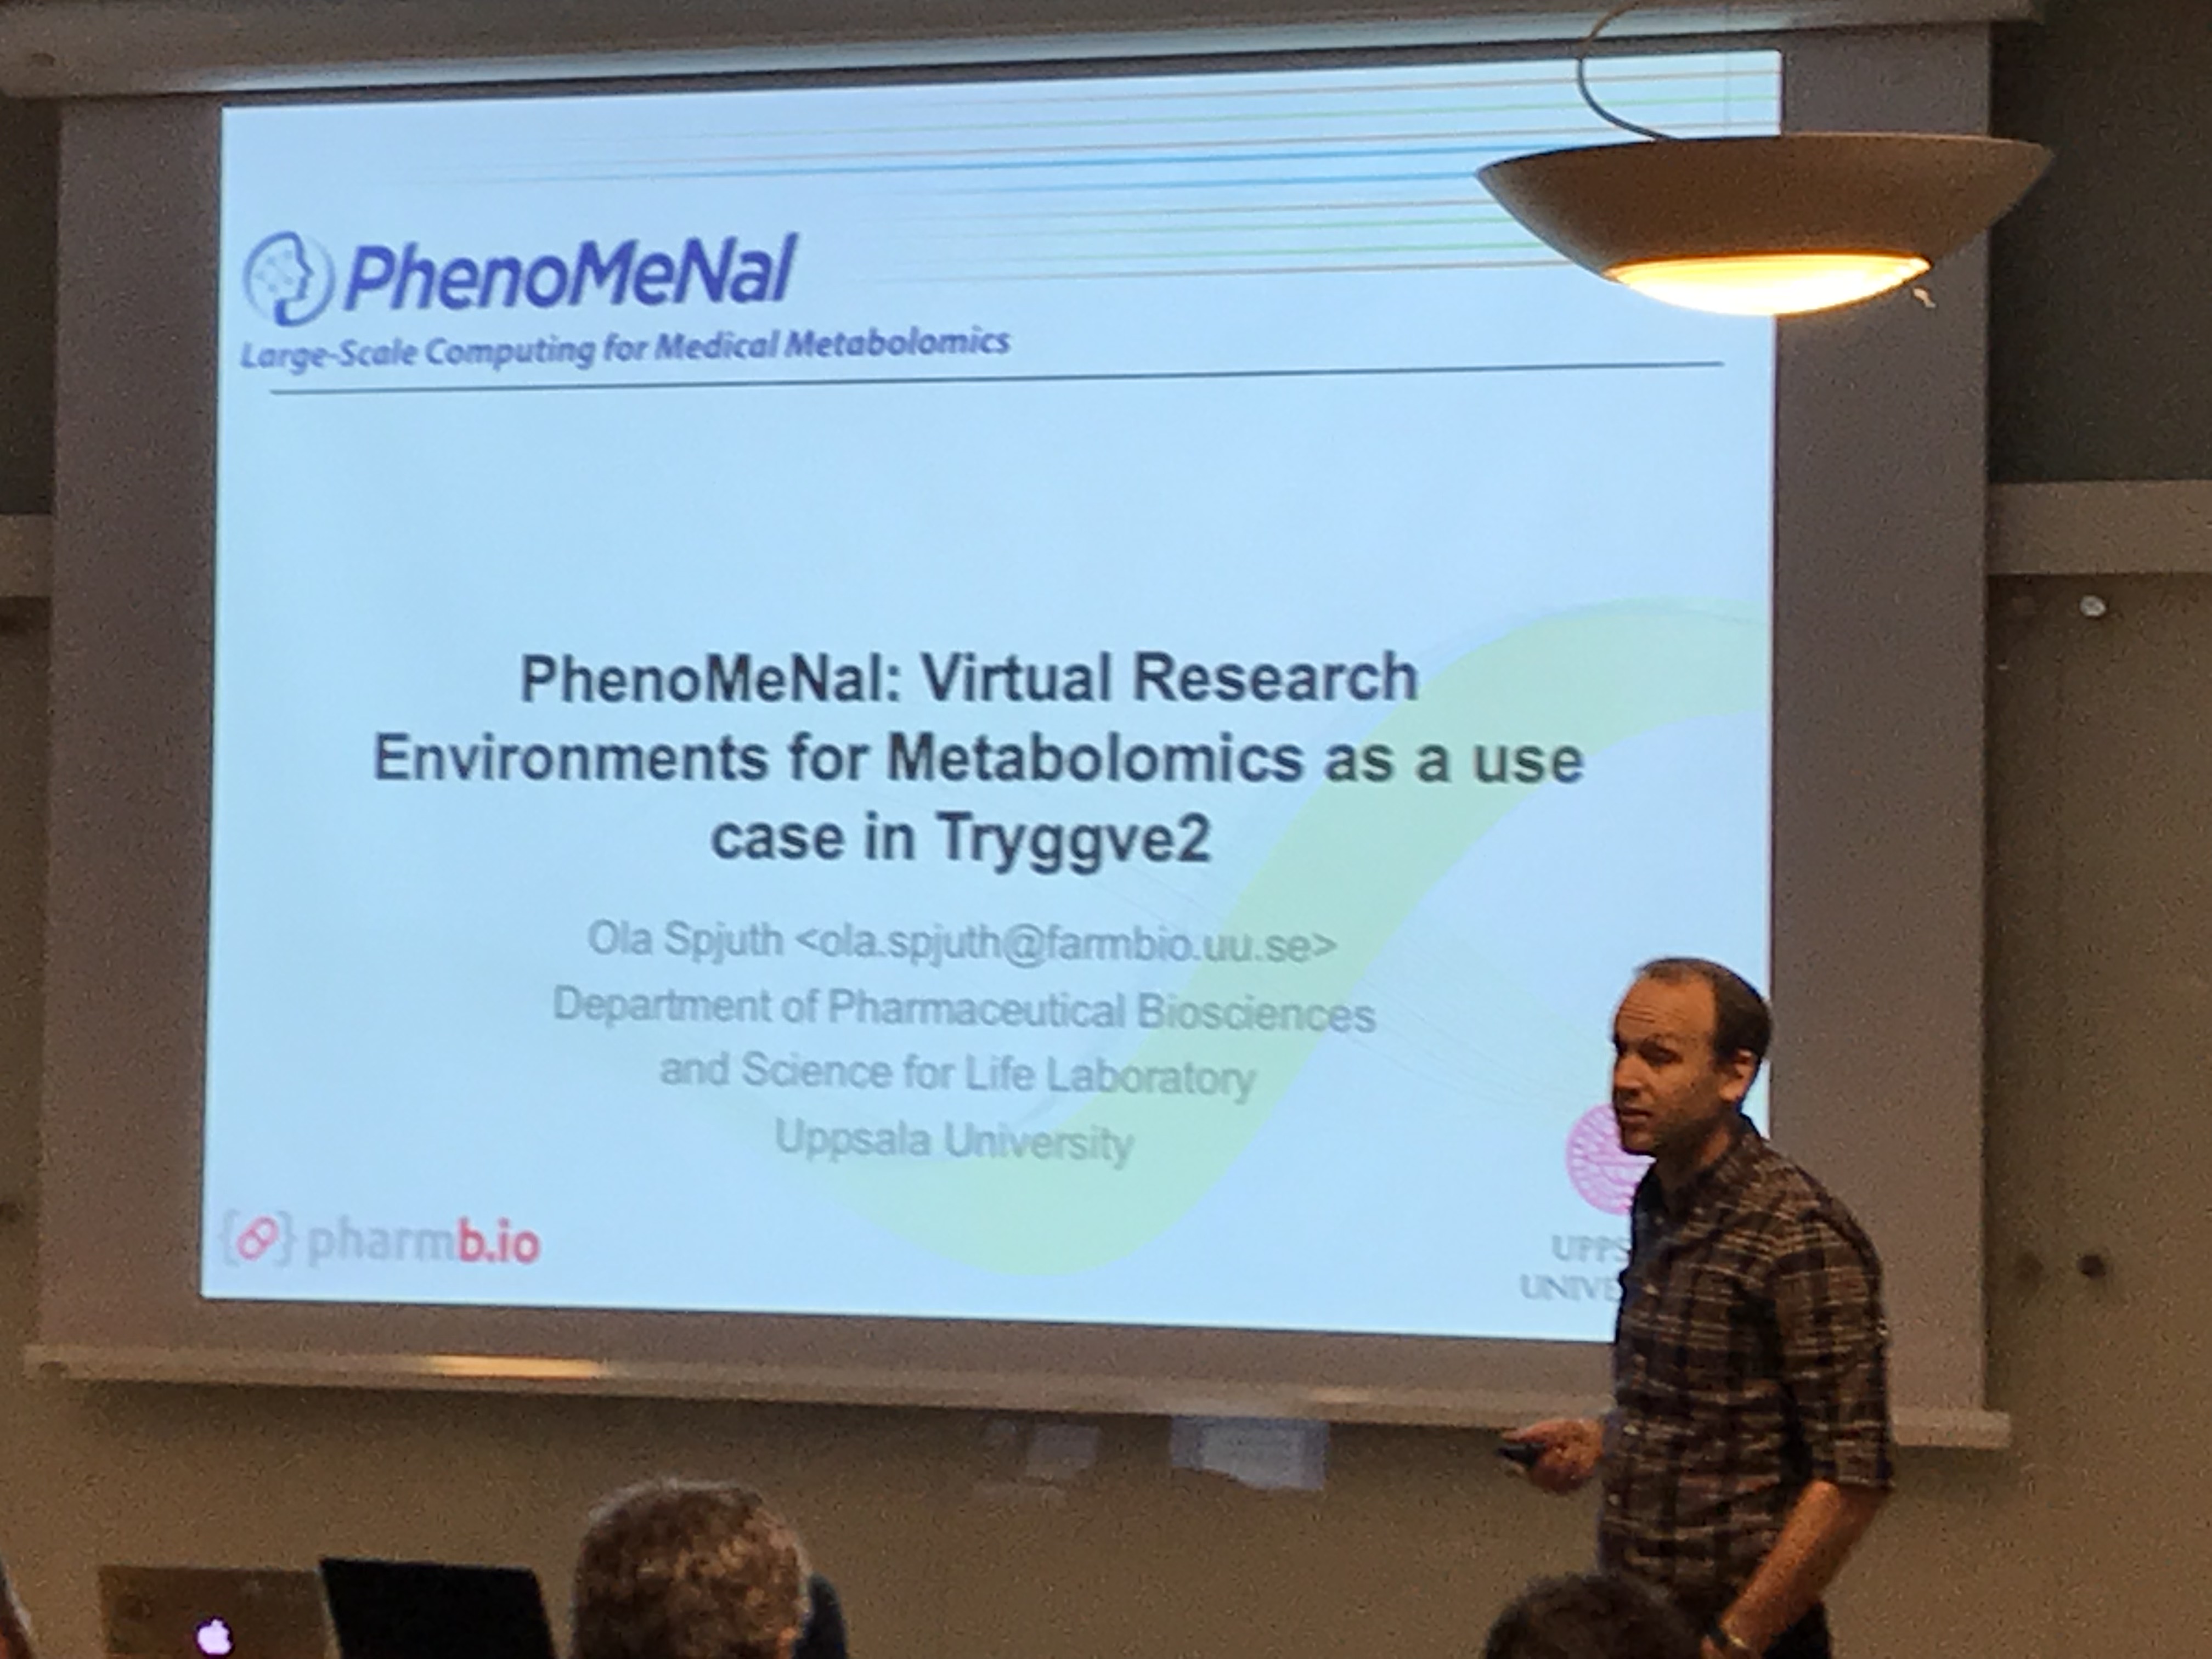 PhenoMeNal
Large-Scale Computing for Medical Metabolomics
PhenoMeNal: Virtual Research
Environments for Metabolomics as a use
case in Tryggve2
Ola Spjuth <ola.spjuth@farmbio.uu.se>
Department of Pharmaceutical Biosciences
and Science for Life Laboratory
Uppsala University
{} pharmb.io
UPPS
UNIVE